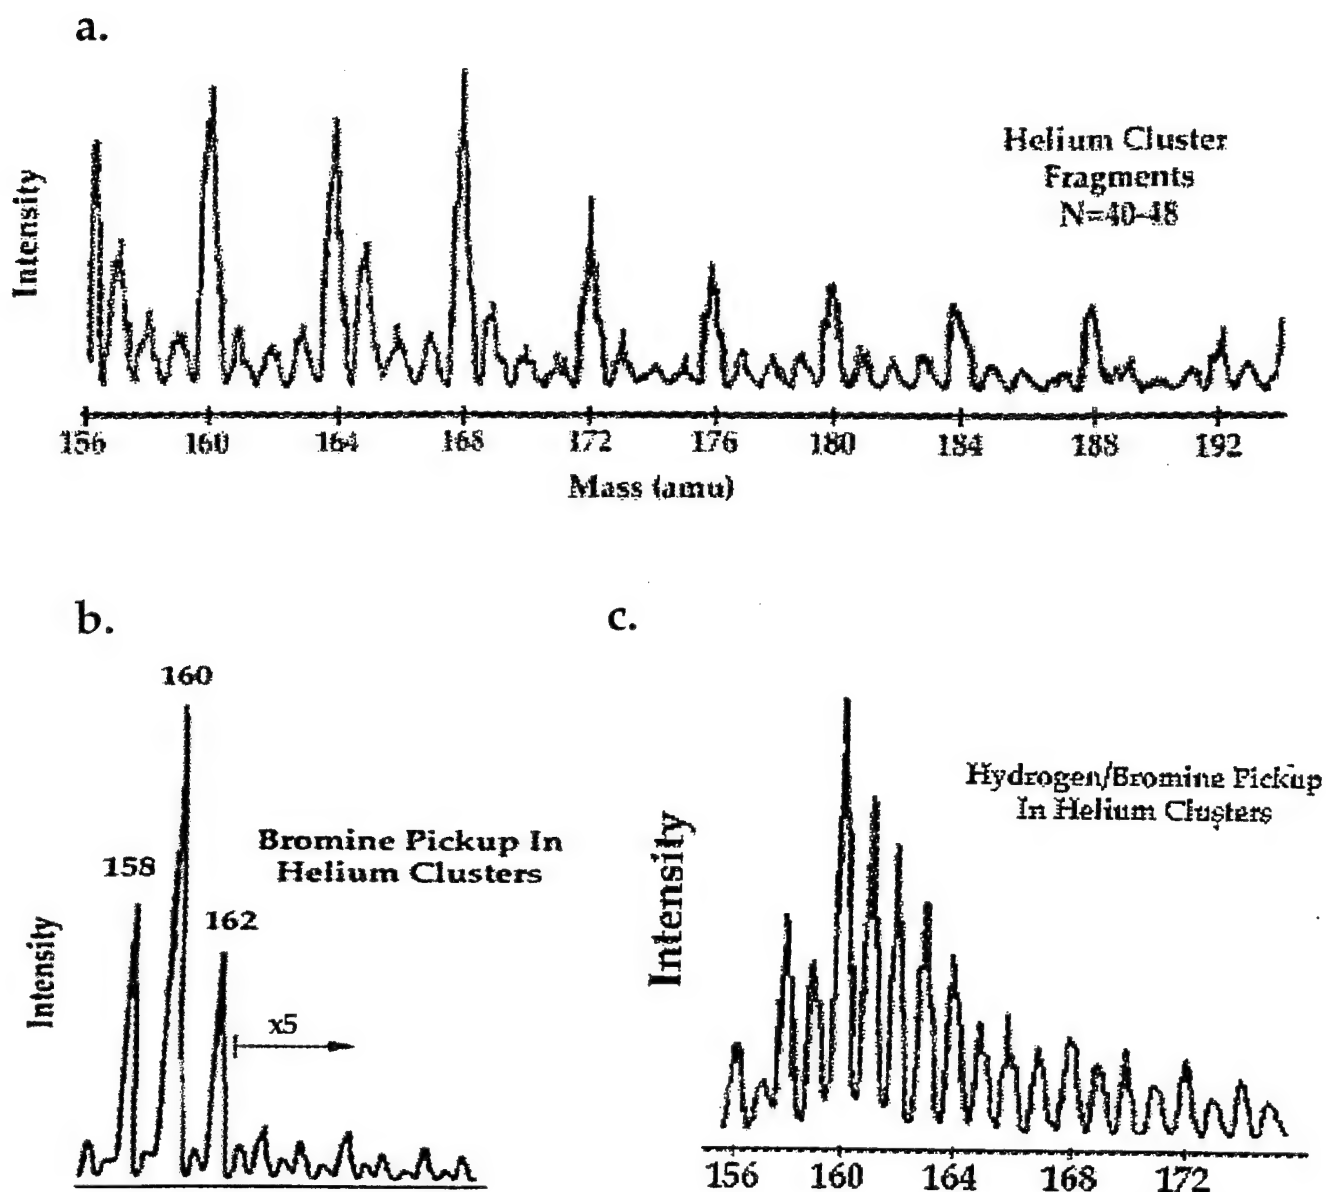 a.
Intensity
Helium Cluster
Fragments
N=40-48
156 160 164 168 172 176 180 184 188 192
Mass (amu)
b.
160
158
162
Bromine Pickup In
Helium Clusters
x5
Intensity
c.
Hydrogen/Bromine Pickup
In Helium Clusters
Intensity
156 160 164 168 172